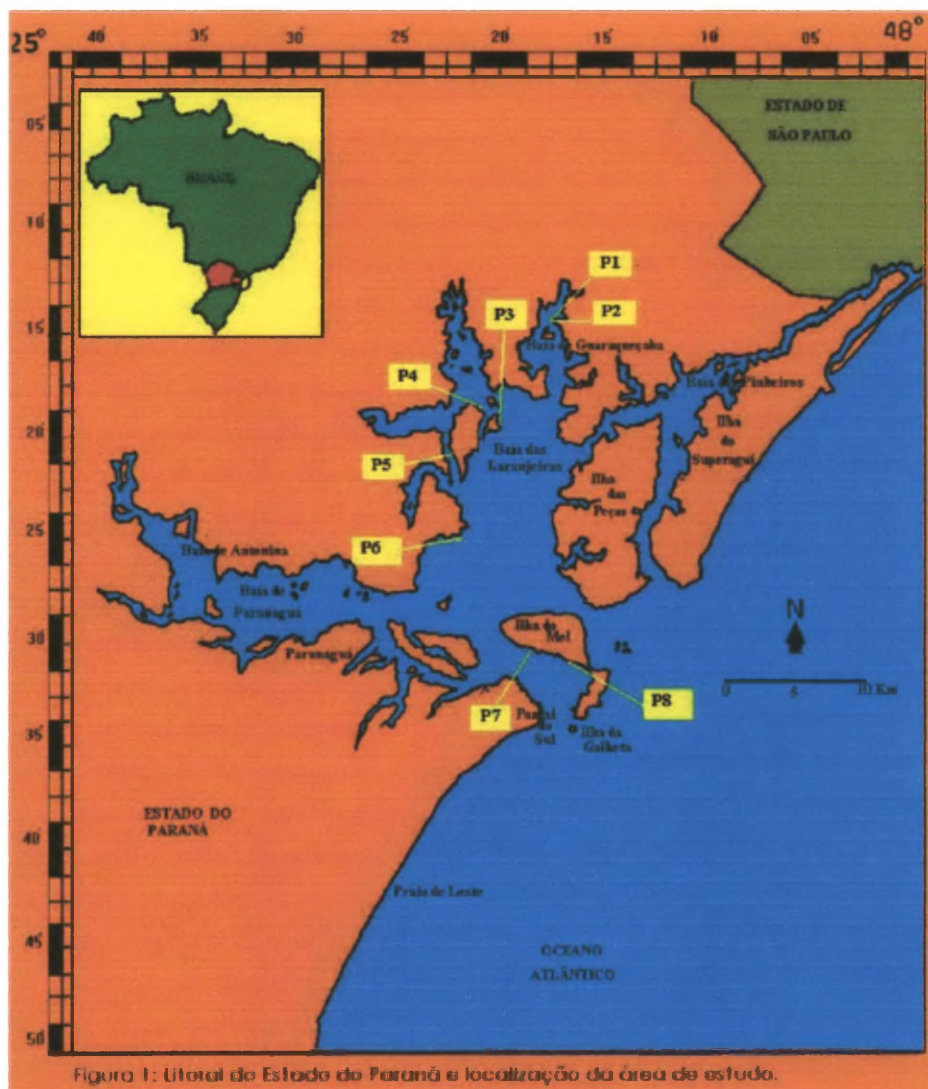 25°
40'
35'
30'
25'
20'
15'
10'
05'
48°
05'
10'
15'
20'
25'
30'
35'
40'
45'
50'
BRASIL
ESTADO DE
SÃO PAULO
P1
P2
P3
P4
P5
P6
P7
P8
Baía de Guaraqueçaba
Baía dos Pinheiros
Ilha
do
Superagui
Baía das
Laranjeiras
Ilha
das
Peças
Baía de Antonina
Baía de
Paranaguá
Paranaguá
Ilha do
Mel
Pontal
do
Sul
Ilha da
Galheta
N
0 5 10 Km
ESTADO DO
PARANÁ
Praia de Leste
OCEANO
ATLÂNTICO
Figura 1: Litoral do Estado do Paraná e localização da área de estudo.